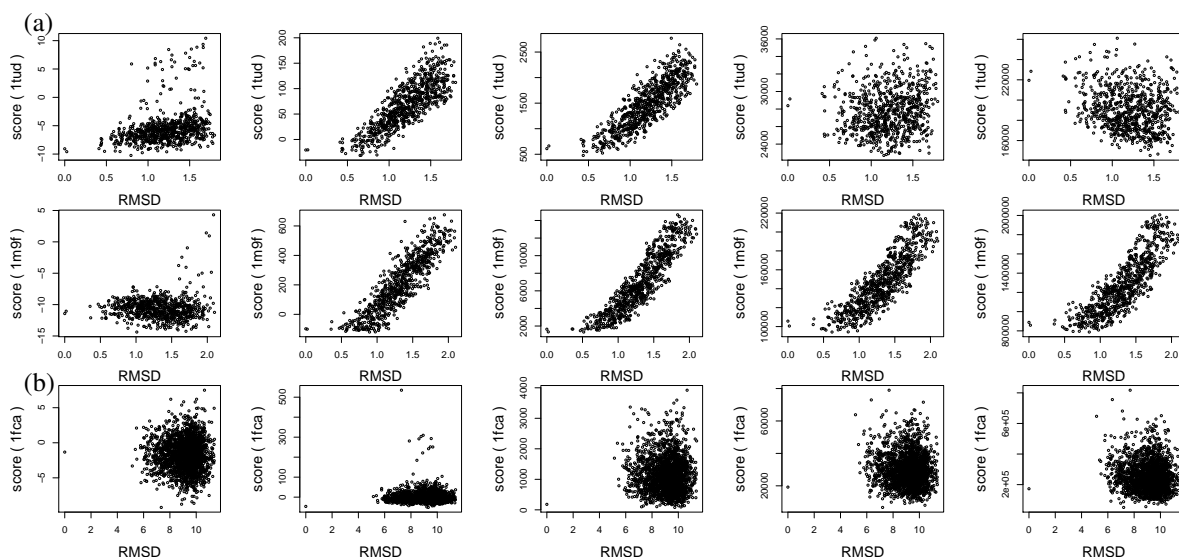 (a)
score ( 1tud ) 10 5 0 −5 −10
score ( 1tud ) 200 150 100 50 0
score ( 1tud ) 2500 1500 500
score ( 1tud ) 36000 30000 24000
score ( 1tud ) 220000 160000
0.0 0.5 1.0 1.5 0.0 0.5 1.0 1.5 0.0 0.5 1.0 1.5 0.0 0.5 1.0 1.5 0.0 0.5 1.0 1.5
RMSD RMSD RMSD RMSD RMSD
score ( 1m9f ) 5 0 −5 −10 −15
score ( 1m9f ) 600 400 200 0
score ( 1m9f ) 10000 6000 2000
score ( 1m9f ) 220000 160000 100000
score ( 1m9f ) 2000000 1400000 800000
0.0 0.5 1.0 1.5 2.0 0.0 0.5 1.0 1.5 2.0 0.0 0.5 1.0 1.5 2.0 0.0 0.5 1.0 1.5 2.0 0.0 0.5 1.0 1.5 2.0
RMSD RMSD RMSD RMSD RMSD
(b)
score ( 1fca ) 5 0 −5
score ( 1fca ) 500 300 100 0
score ( 1fca ) 4000 3000 2000 1000 0
score ( 1fca ) 60000 20000
score ( 1fca ) 6e+05 2e+05
0 2 4 6 8 10 0 2 4 6 8 10 0 2 4 6 8 10 0 2 4 6 8 10 0 2 4 6 8 10
RMSD RMSD RMSD RMSD RMSD